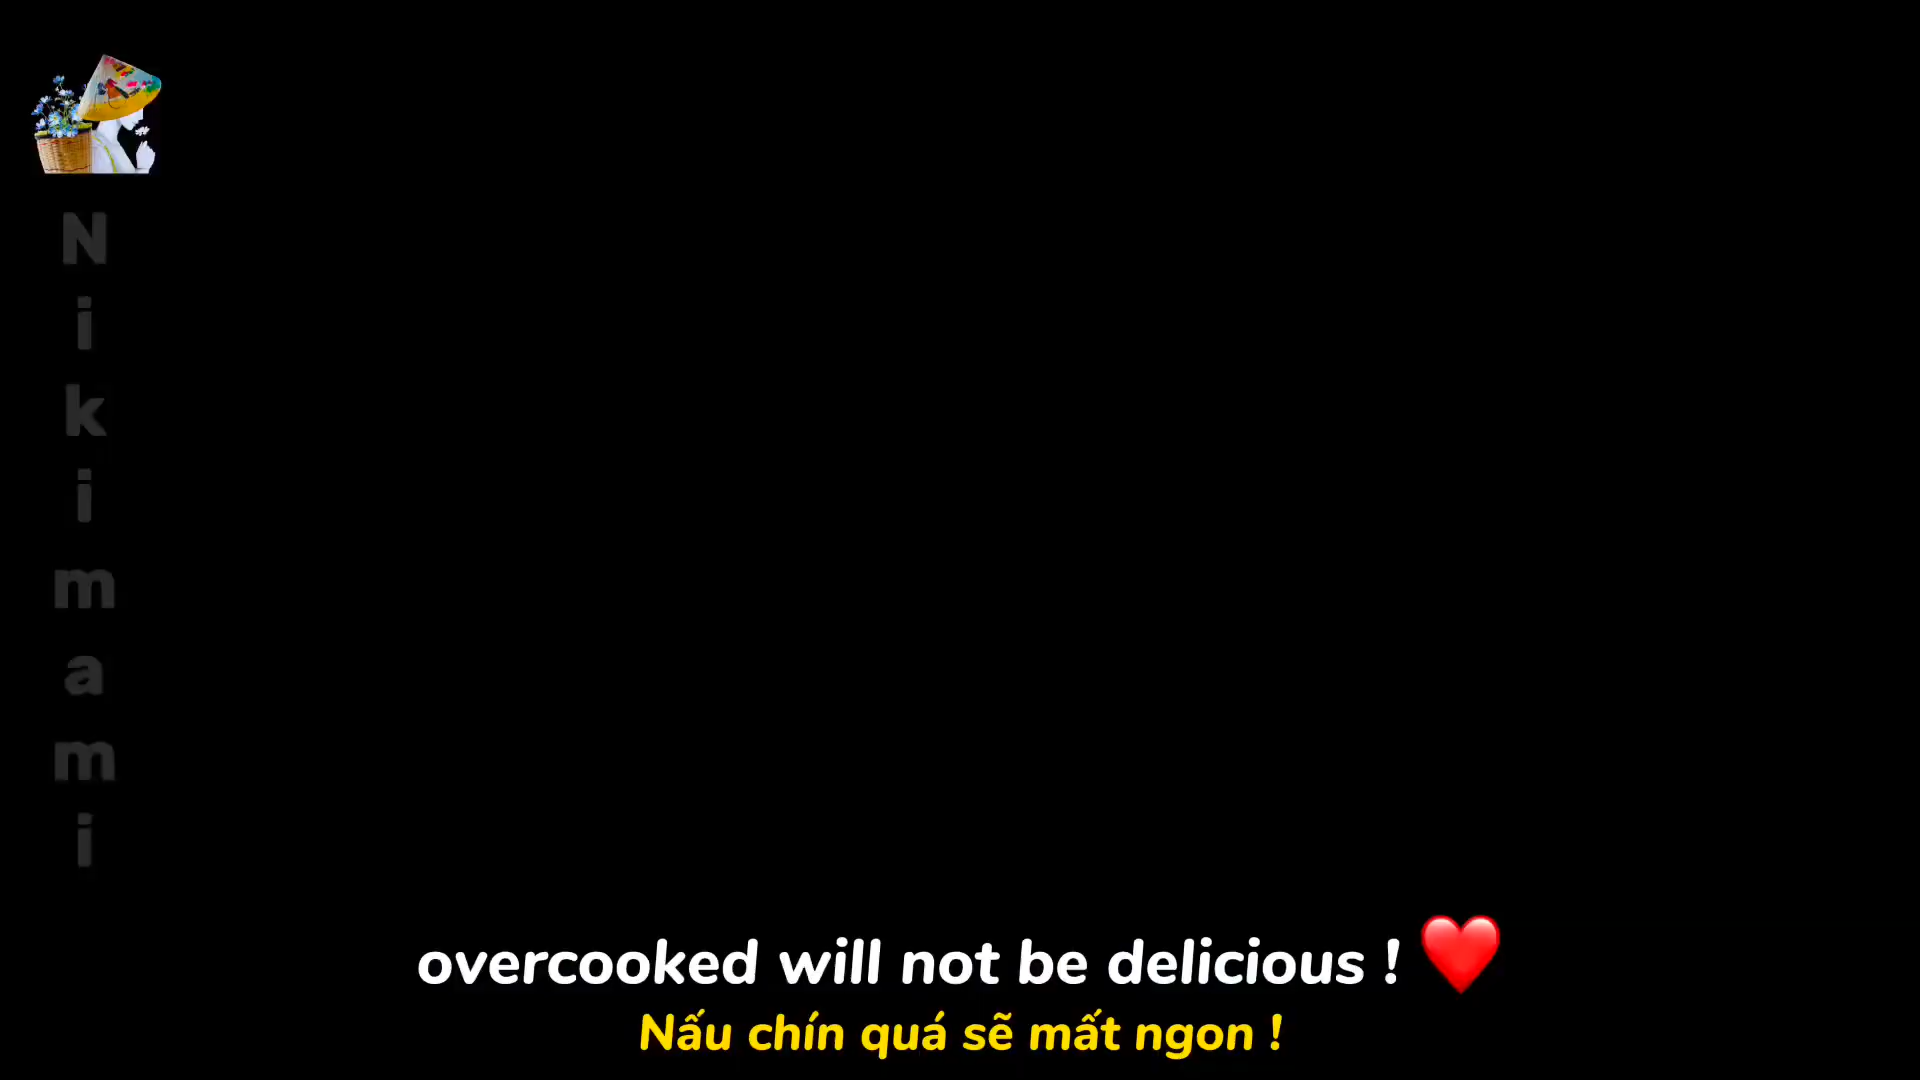 Nikimami
overcooked will not be delicious ! ❤️
Nấu chín quá sẽ mất ngon !